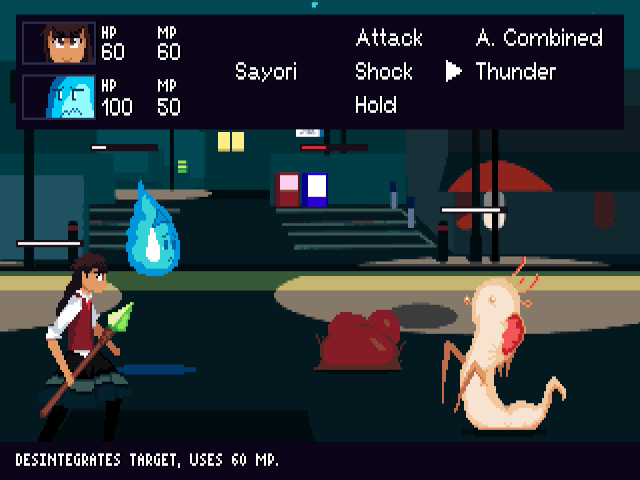 HP MP
60 60
HP MP
100 50
Sayori
Attack A. Combined
Shock Thunder
Hold
DESINTEGRATES TARGET, USES 60 MP.